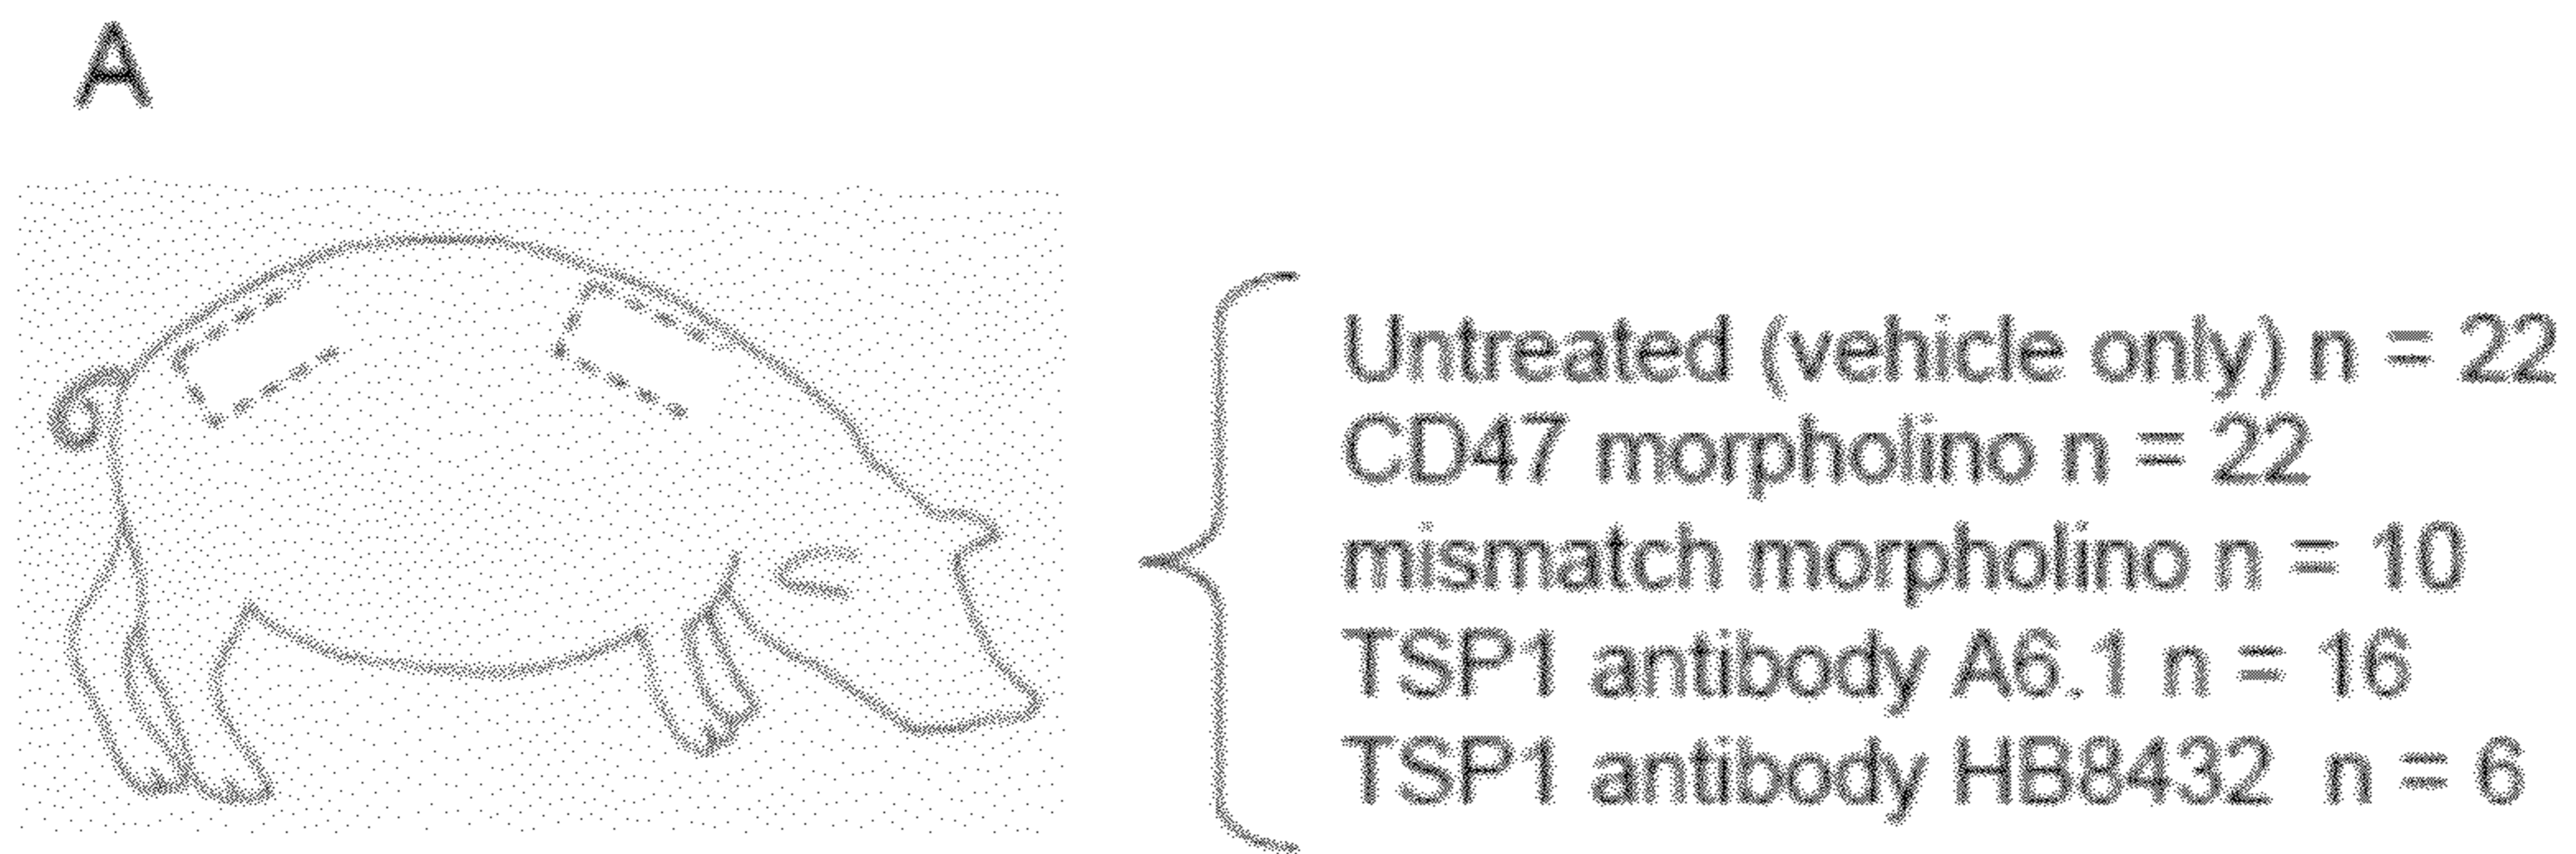 A
Untreated (vehicle only) n = 22
CD47 morpholino n = 22
mismatch morpholino n = 10
TSP1 antibody A6.1 n = 16
TSP1 antibody HB8432 n = 6